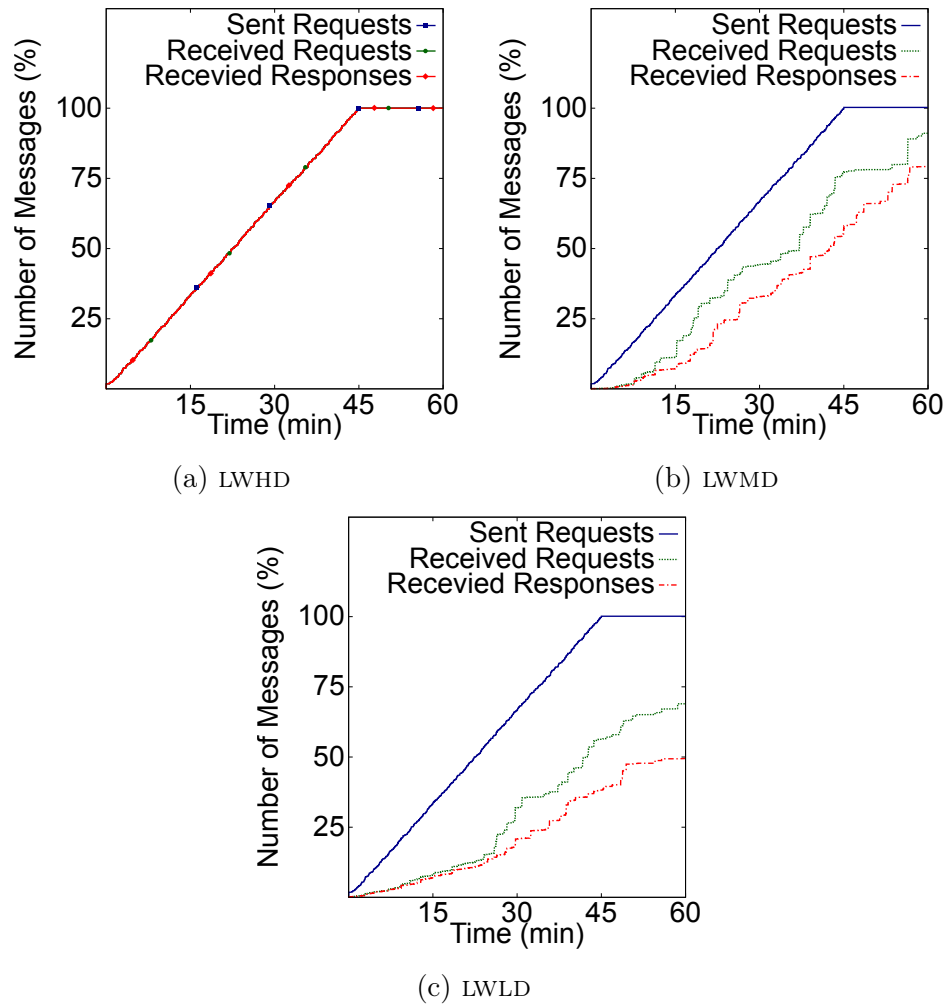 Sent Requests
Received Requests
Recevied Responses
Number of Messages (%)
100
75
50
25
15 30 45 60
Time (min)
(a) LWHD
Sent Requests
Received Requests
Recevied Responses
Number of Messages (%)
100
75
50
25
15 30 45 60
Time (min)
(b) LWMD
Sent Requests
Received Requests
Recevied Responses
Number of Messages (%)
100
75
50
25
15 30 45 60
Time (min)
(c) LWLD